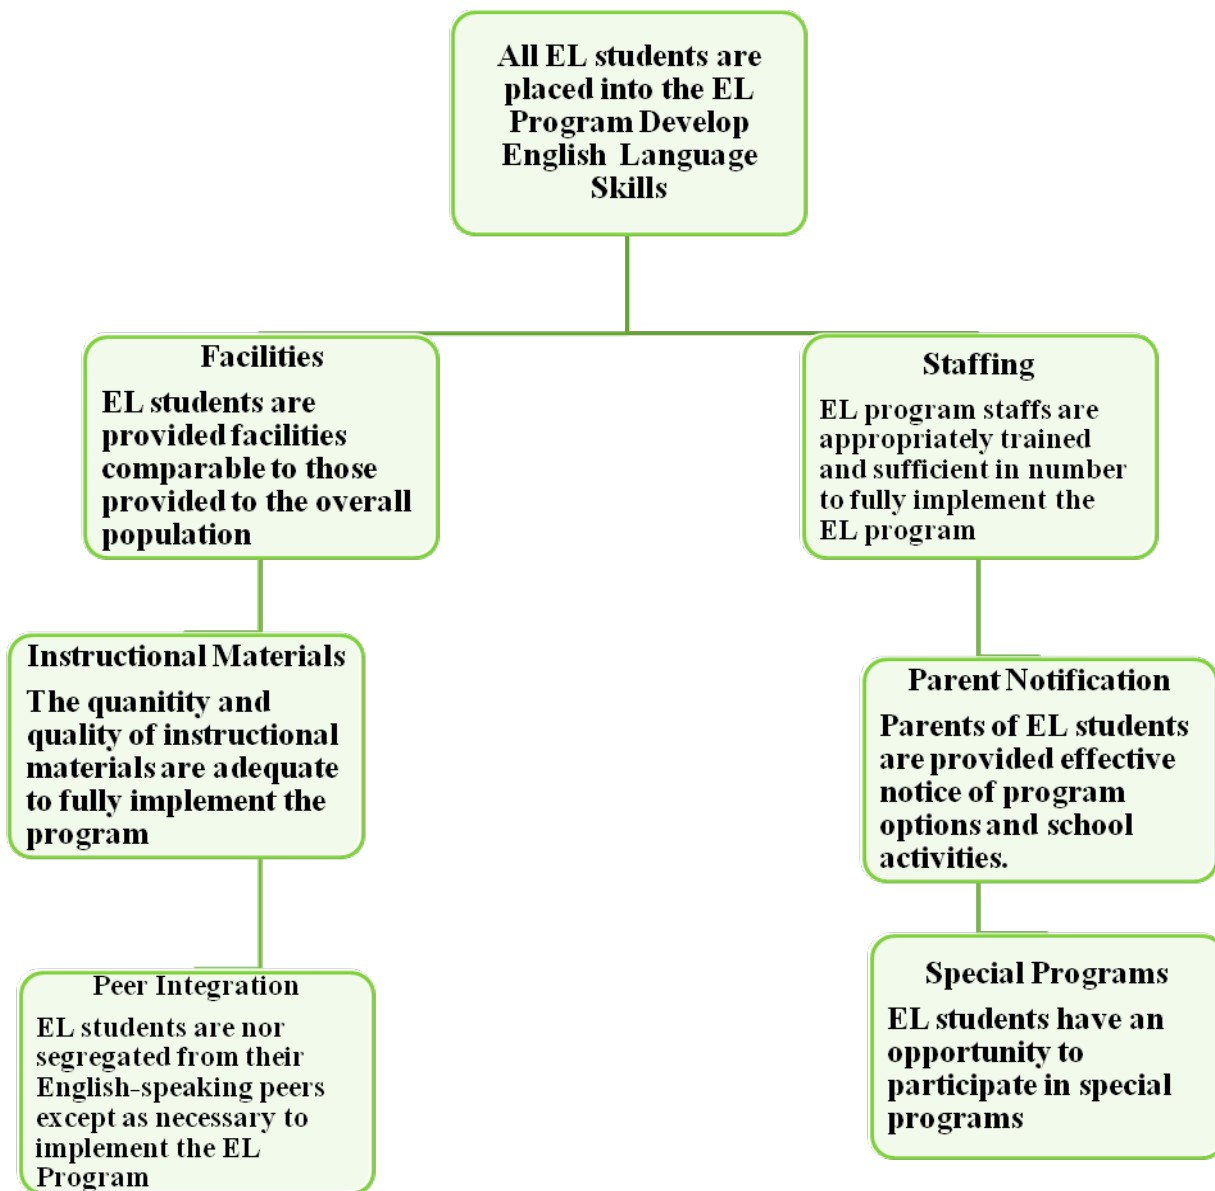 All EL students are
placed into the EL
Program Develop
English Language
Skills
Facilities
EL students are
provided facilities
comparable to those
provided to the overall
population
Staffing
EL program staffs are
appropriately trained
and sufficient in number
to fully implement the
EL program
Instructional Materials
The quanitity and
quality of instructional
materials are adequate
to fully implement the
program
Parent Notification
Parents of EL students
are provided effective
notice of program
options and school
activities.
Peer Integration
EL students are nor
segregated from their
English-speaking peers
except as necessary to
implement the EL
Program
Special Programs
EL students have an
opportunity to
participate in special
programs